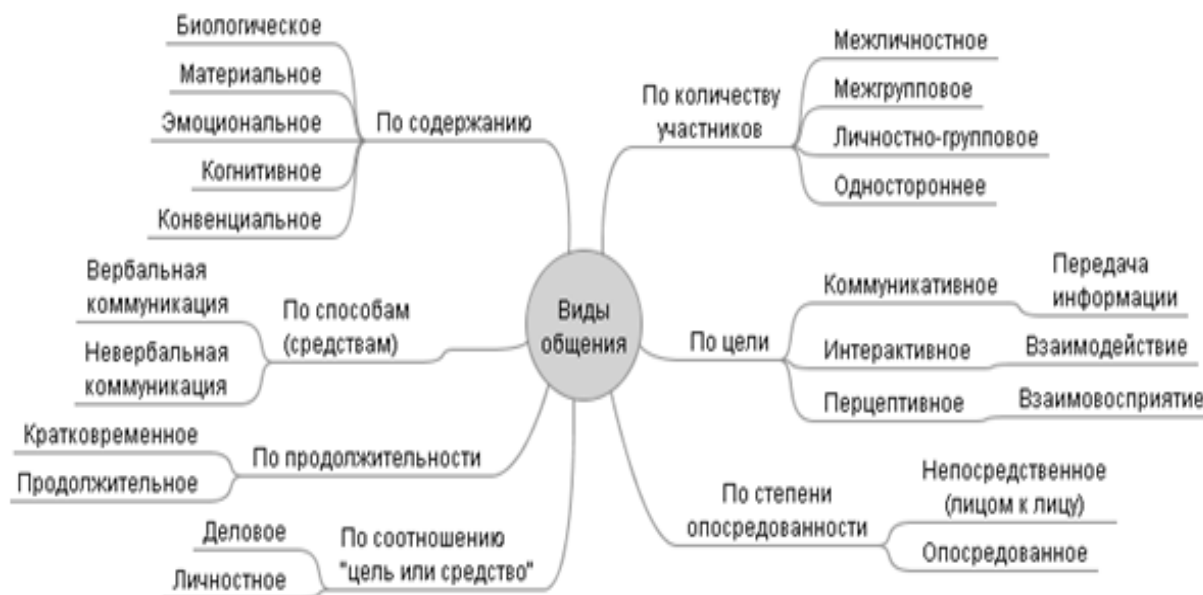 Виды
общения
По содержанию
Биологическое
Материальное
Эмоциональное
Когнитивное
Конвенциальное
По способам
(средствам)
Вербальная
коммуникация
Невербальная
коммуникация
По продолжительности
Кратковременное
Продолжительное
По соотношению
"цель или средство"
Деловое
Личностное
По количеству
участников
Межличностное
Межгрупповое
Личностно-групповое
Одностороннее
По цели
Коммуникативное
Передача
информации
Интерактивное
Взаимодействие
Перцептивное
Взаимовосприятие
По степени
опосредованности
Непосредственное
(лицом к лицу)
Опосредованное